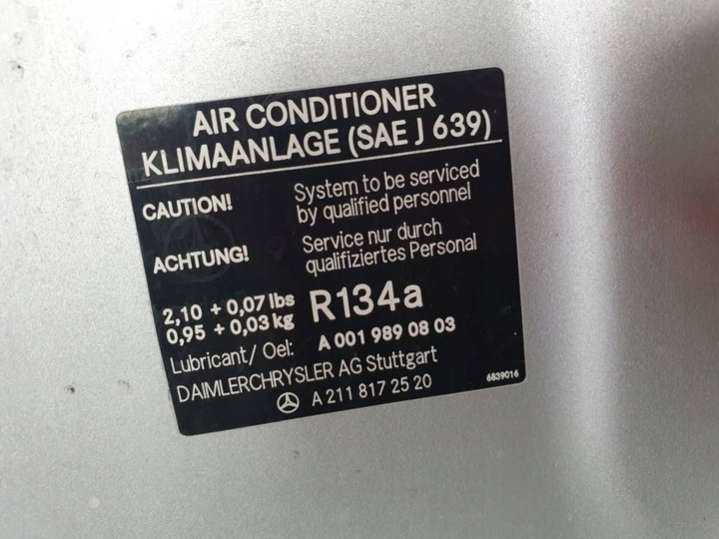 AIR CONDITIONER
KLIMAANLAGE (SAE J 639)
CAUTION!
System to be serviced
by qualified personnel
ACHTUNG!
Service nur durch
qualifiziertes Personal
2,10 + 0,07 lbs
0,95 + 0,03 kg
R134a
Lubricant/ Oel: A 001 989 08 03
DAIMLERCHRYSLER AG Stuttgart
A 211 817 25 20
6839016